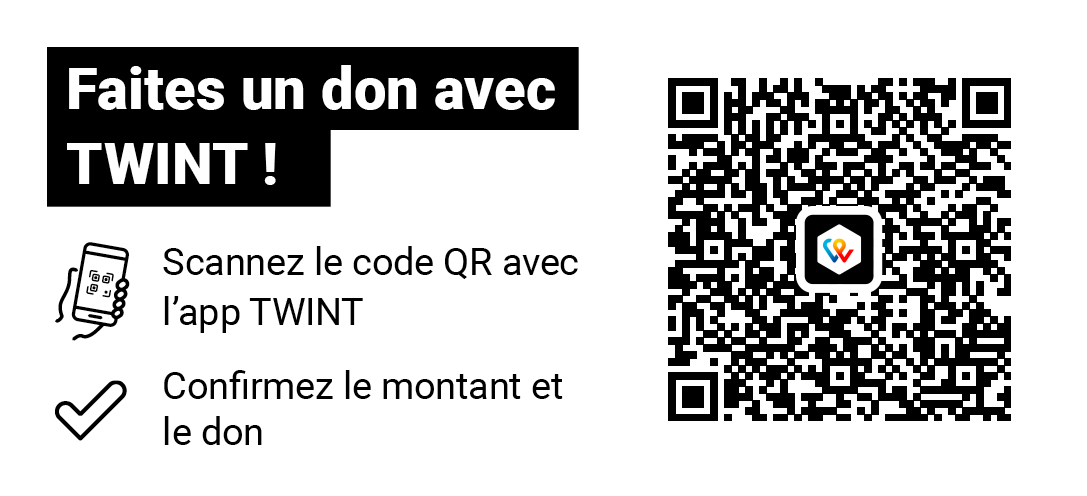 Faites un don avec
TWINT !
Scannez le code QR avec
l’app TWINT
Confirmez le montant et
le don